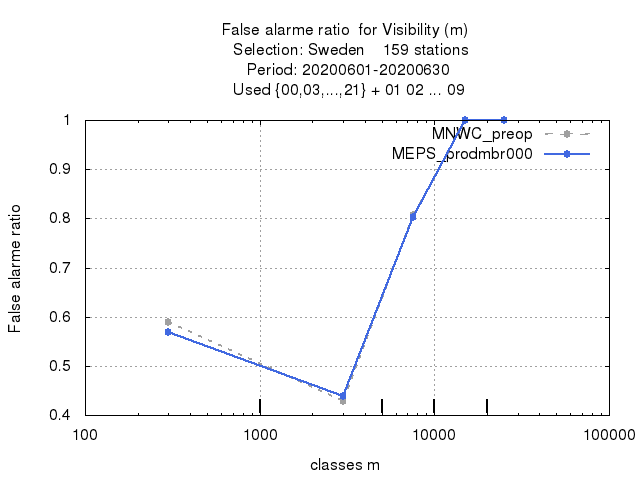 False alarme ratio for Visibility (m)
Selection: Sweden 159 stations
Period: 20200601-20200630
Used {00,03,...,21} + 01 02 ... 09
MNWC_preop
MEPS_prodmbr000
False alarme ratio
1
0.9
0.8
0.7
0.6
0.5
0.4
100 1000 10000 100000
classes m